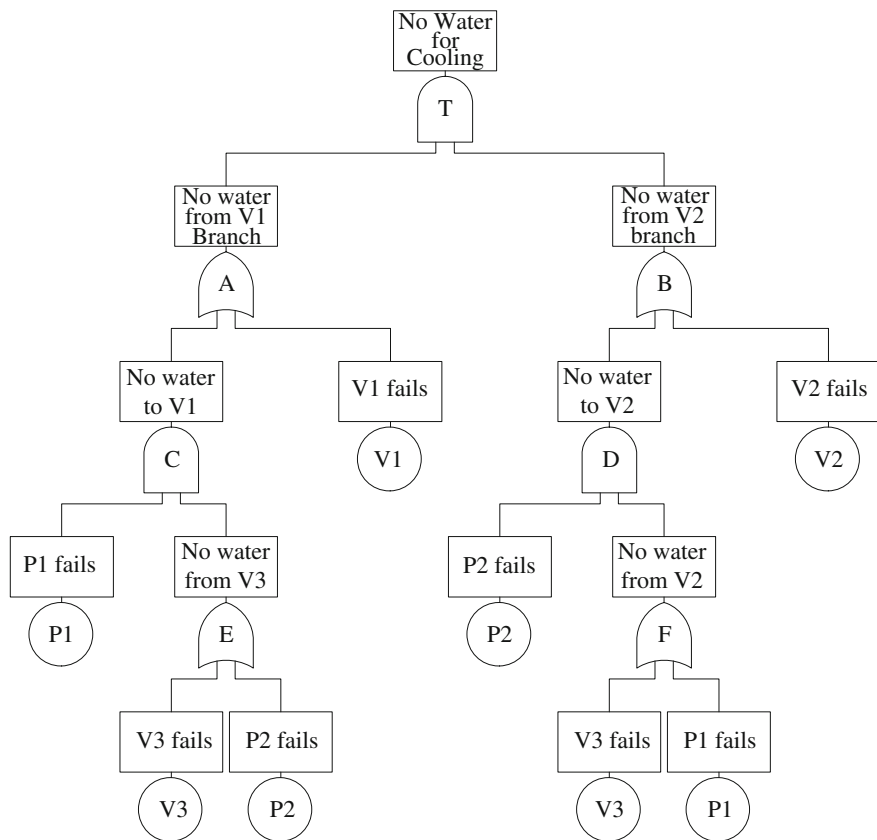 No Water
for
Cooling
T
No water
from V1
Branch
No water
from V2
branch
A
B
No water
to V1
V1 fails
No water
to V2
V2 fails
C
V1
D
V2
P1 fails
No water
from V3
P2 fails
No water
from V2
P1
E
P2
F
V3 fails
P2 fails
V3 fails
P1 fails
V3
P2
V3
P1